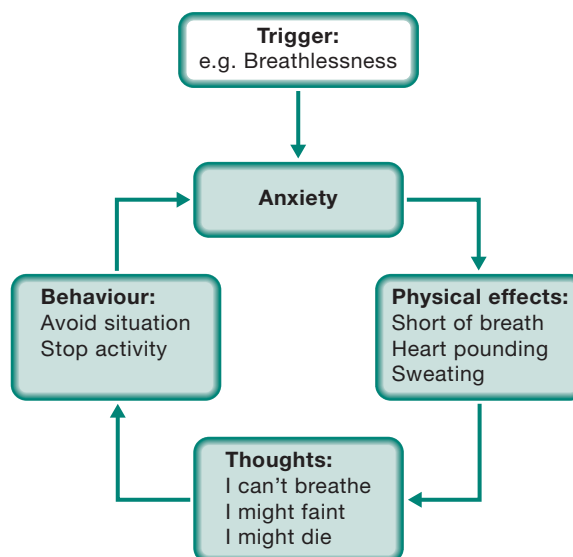 Trigger:
e.g. Breathlessness
Anxiety
Behaviour:
Avoid situation
Stop activity
Physical effects:
Short of breath
Heart pounding
Sweating
Thoughts:
I can't breathe
I might faint
I might die